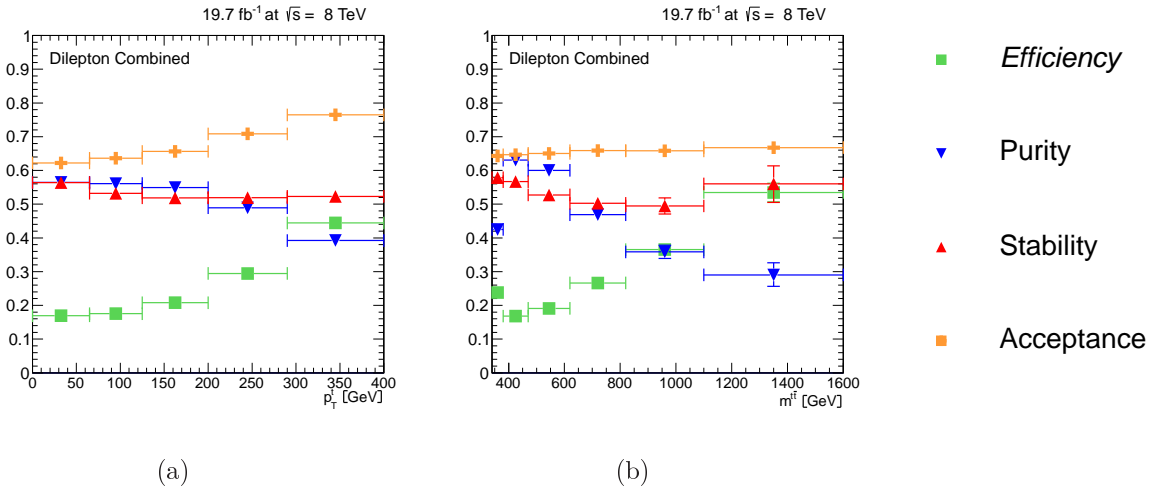 19.7 fb⁻¹ at √s = 8 TeV
Dilepton Combined
1
0.9
0.8
0.7
0.6
0.5
0.4
0.3
0.2
0.1
0
0 50 100 150 200 250 300 350 400
p_T^t [GeV]
(a)
19.7 fb⁻¹ at √s = 8 TeV
Dilepton Combined
1
0.9
0.8
0.7
0.6
0.5
0.4
0.3
0.2
0.1
0
400 600 800 1000 1200 1400 1600
m^{tt̄} [GeV]
(b)
Efficiency
Purity
Stability
Acceptance